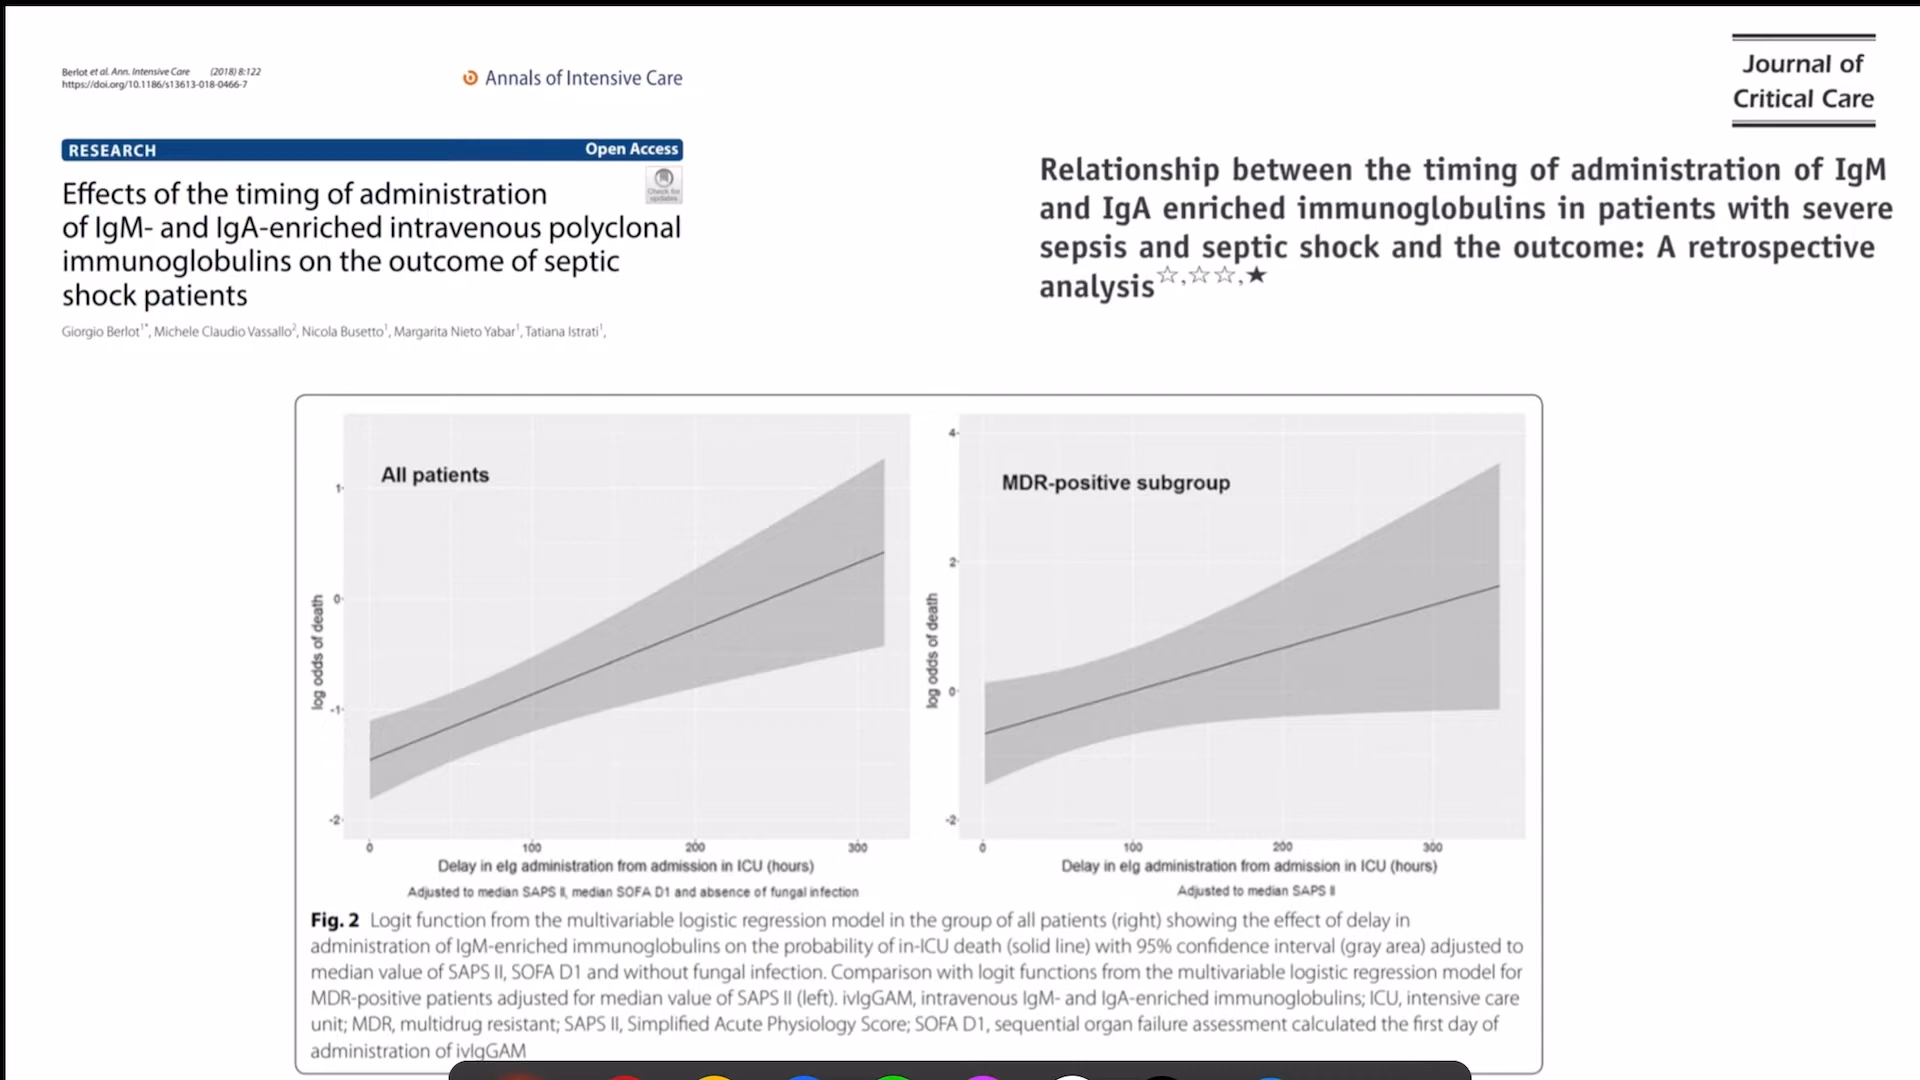 Berlot et al. Ann. Intensive Care (2018) 8:122
https://doi.org/10.1186/s13613-018-0466-7
Annals of Intensive Care
RESEARCH
Open Access
Check for updates
Effects of the timing of administration
of IgM- and IgA-enriched intravenous polyclonal
immunoglobulins on the outcome of septic
shock patients
Giorgio Berlot1*, Michele Claudio Vassallo2, Nicola Busetto1, Margarita Nieto Yabar1, Tatiana Istrati1,
Journal of
Critical Care
Relationship between the timing of administration of IgM
and IgA enriched immunoglobulins in patients with severe
sepsis and septic shock and the outcome: A retrospective
analysis☆,☆☆,★
All patients
log odds of death
1
0
-1
-2
0 100 200 300
Delay in eIg administration from admission in ICU (hours)
Adjusted to median SAPS II, median SOFA D1 and absence of fungal infection
MDR-positive subgroup
log odds of death
4
2
0
-2
0 100 200 300
Delay in eIg administration from admission in ICU (hours)
Adjusted to median SAPS II
Fig. 2 Logit function from the multivariable logistic regression model in the group of all patients (right) showing the effect of delay in
administration of IgM-enriched immunoglobulins on the probability of in-ICU death (solid line) with 95% confidence interval (gray area) adjusted to
median value of SAPS II, SOFA D1 and without fungal infection. Comparison with logit functions from the multivariable logistic regression model for
MDR-positive patients adjusted for median value of SAPS II (left). ivIgGAM, intravenous IgM- and IgA-enriched immunoglobulins; ICU, intensive care
unit; MDR, multidrug resistant; SAPS II, Simplified Acute Physiology Score; SOFA D1, sequential organ failure assessment calculated the first day of
administration of ivIgGAM